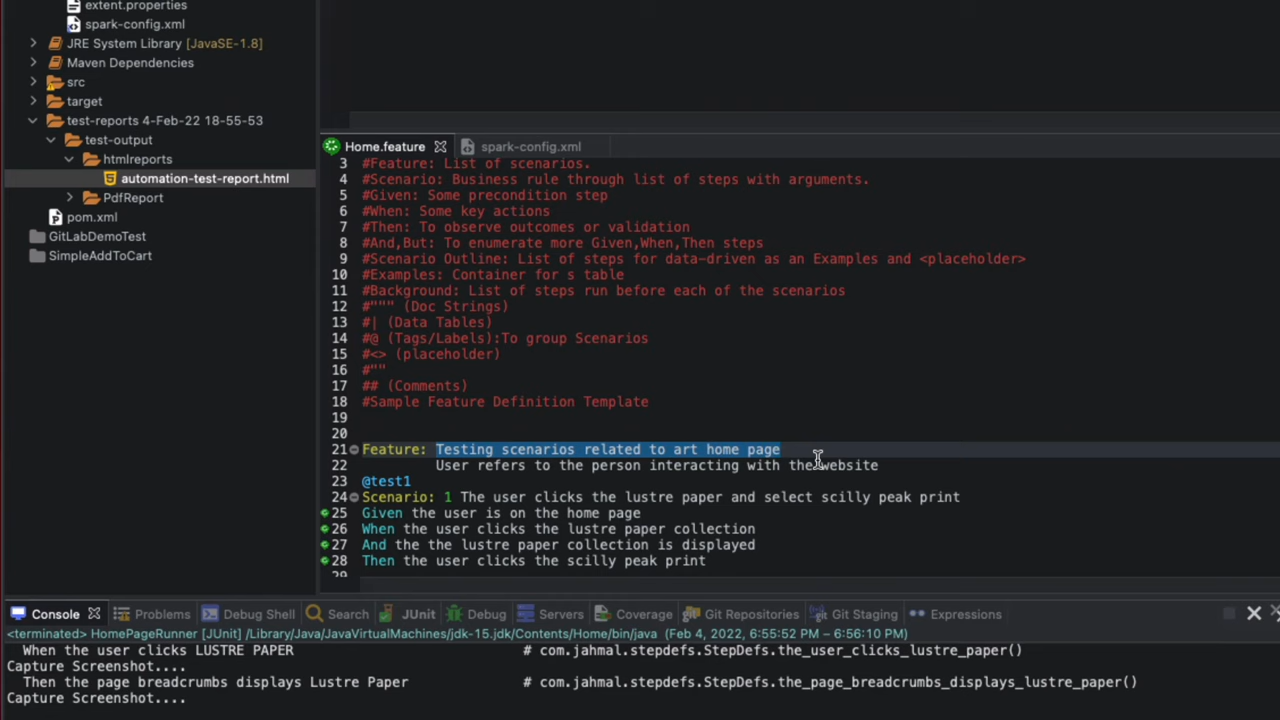 extent.properties
spark-config.xml
JRE System Library [JavaSE-1.8]
Maven Dependencies
src
target
test-reports 4-Feb-22 18-55-53
test-output
htmlreports
automation-test-report.html
PdfReport
pom.xml
GitLabDemoTest
SimpleAddToCart
Home.feature
spark-config.xml
3 #Feature: List of scenarios.
4 #Scenario: Business rule through list of steps with arguments.
5 #Given: Some precondition step
6 #When: Some key actions
7 #Then: To observe outcomes or validation
8 #And,But: To enumerate more Given,When,Then steps
9 #Scenario Outline: List of steps for data-driven as an Examples and <placeholder>
10 #Examples: Container for s table
11 #Background: List of steps run before each of the scenarios
12 #""" (Doc Strings)
13 #| (Data Tables)
14 #@ (Tags/Labels):To group Scenarios
15 #<> (placeholder)
16 #""
17 ## (Comments)
18 #Sample Feature Definition Template
19
20
21 Feature: Testing scenarios related to art home page
22 User refers to the person interacting with the website
23 @test1
24 Scenario: 1 The user clicks the lustre paper and select scilly peak print
25 Given the user is on the home page
26 When the user clicks the lustre paper collection
27 And the the lustre paper collection is displayed
28 Then the user clicks the scilly peak print
29
Console Problems Debug Shell Search JUnit Debug Servers Coverage Git Repositories Git Staging Expressions
<terminated> HomePageRunner [JUnit] /Library/Java/JavaVirtualMachines/jdk-15.jdk/Contents/Home/bin/java (Feb 4, 2022, 6:55:52 PM – 6:56:10 PM)
When the user clicks LUSTRE PAPER # com.jahmal.stepdefs.StepDefs.the_user_clicks_lustre_paper()
Capture Screenshot....
Then the page breadcrumbs displays Lustre Paper # com.jahmal.stepdefs.StepDefs.the_page_breadcrumbs_displays_lustre_paper()
Capture Screenshot....